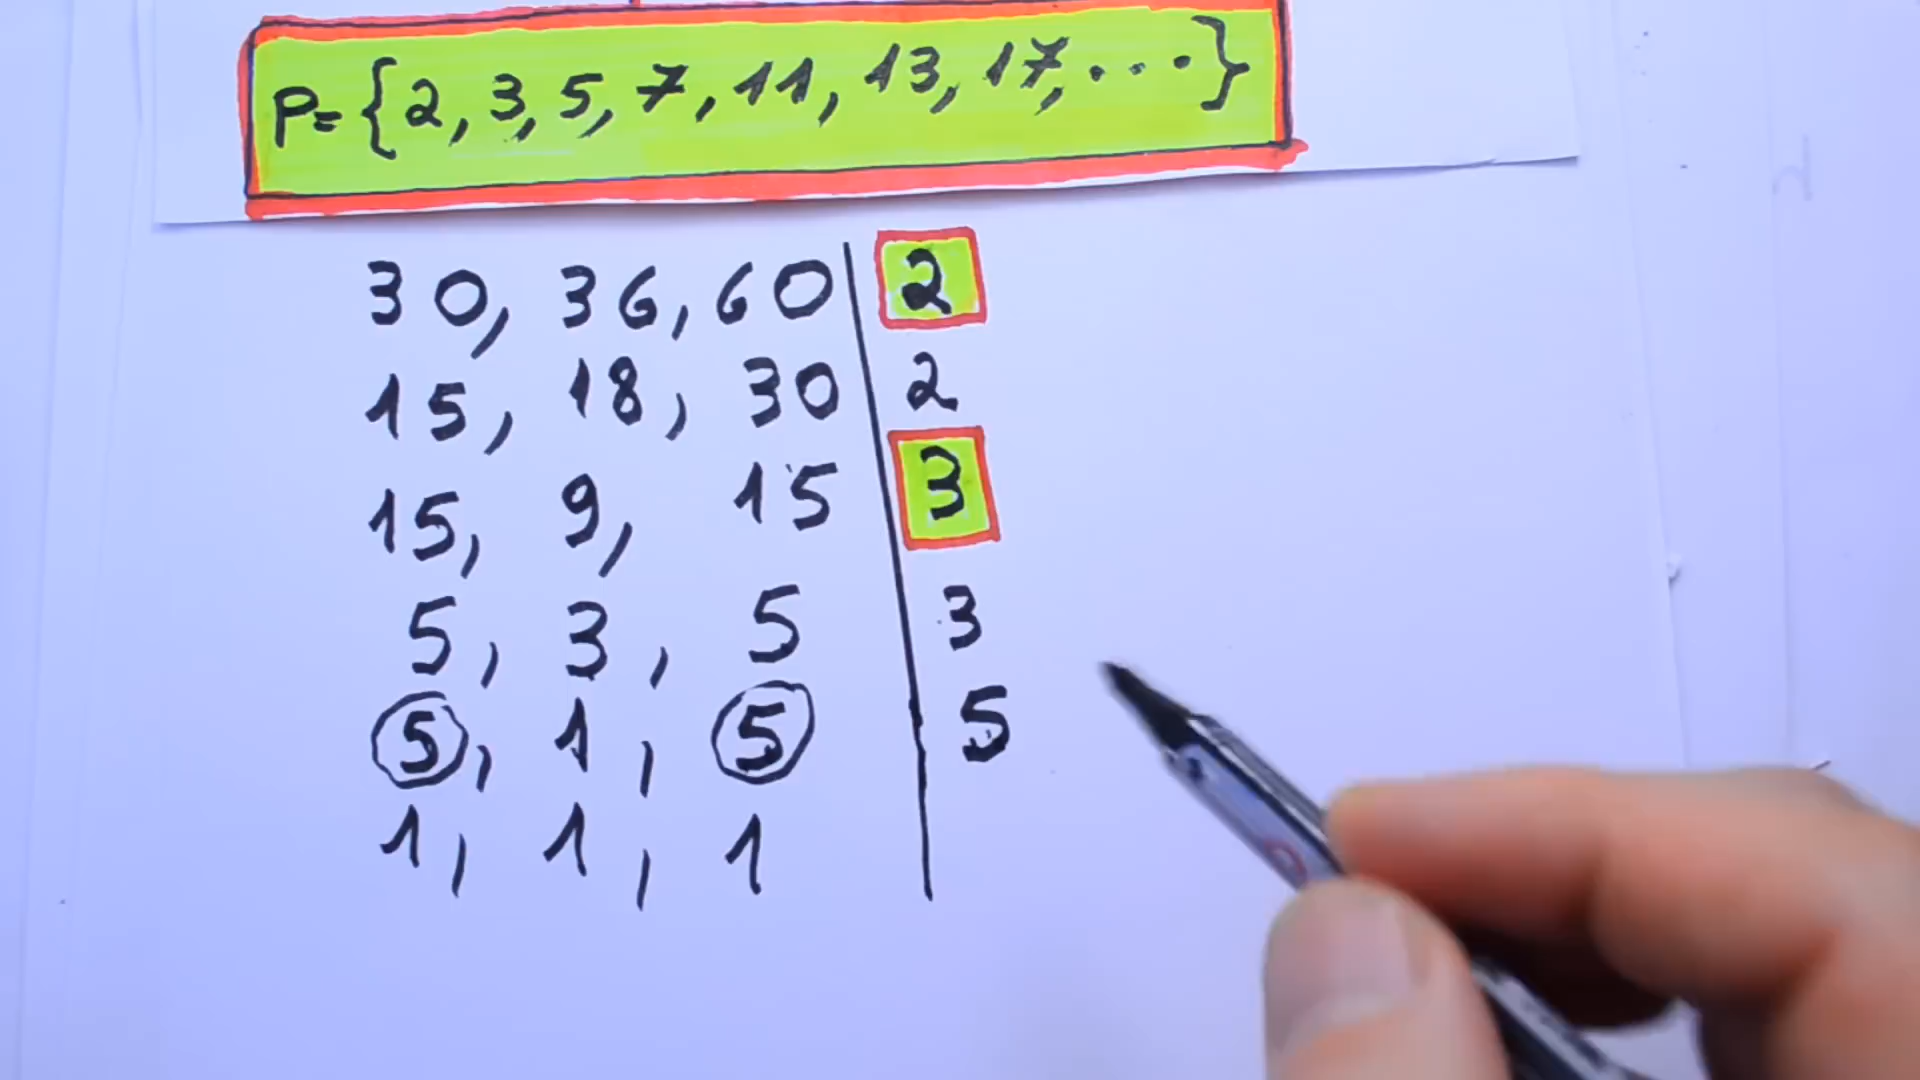 P={2, 3, 5, 7, 11, 13, 17, ...}
30, 36, 60 | 2
15, 18, 30 | 2
15, 9, 15 | 3
5, 3, 5 | 3
5, 1, 5 | 5
1, 1, 1 |